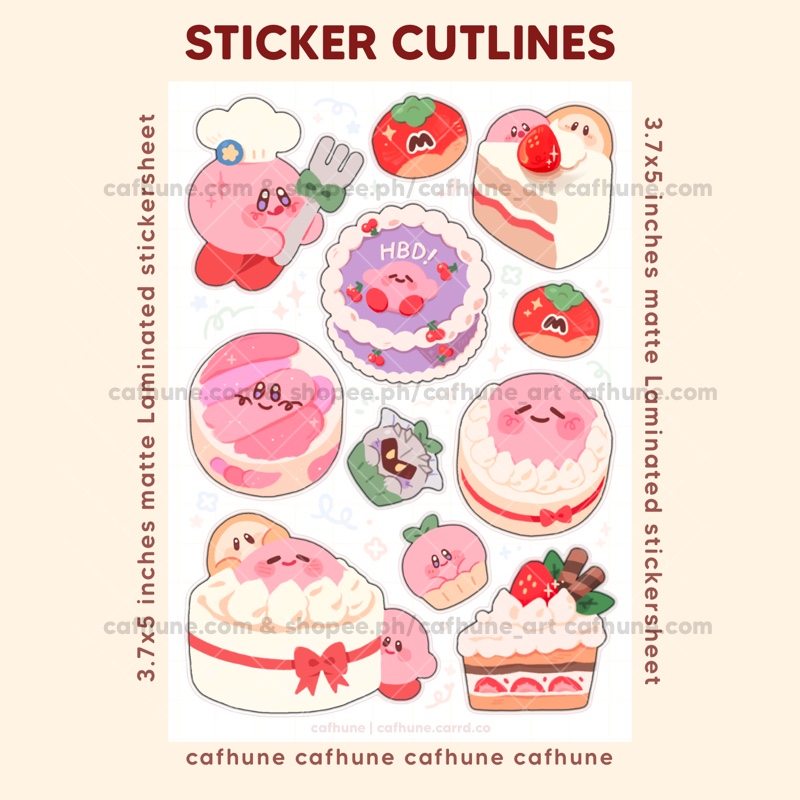 STICKER CUTLINES
3.7x5 inches matte Laminated stickersheet
3.7x5 inches matte Laminated stickersheet
cafhune.com & shopee.ph/cafhune_art cafhune.com
HBD!
cafhune.com & shopee.ph/cafhune_art cafhune.com
cafhune.com & shopee.ph/cafhune_art cafhune.com
cafhune | cafhune.carrd.co
cafhune cafhune cafhune cafhune